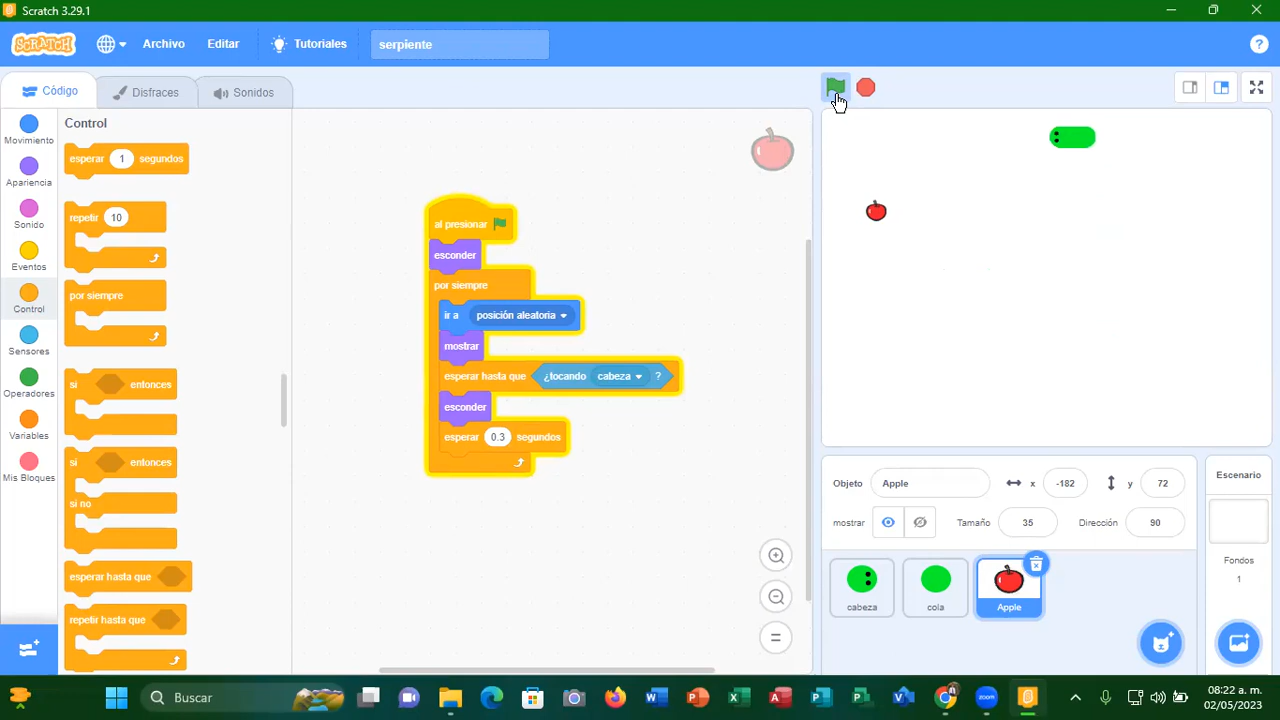 Scratch 3.29.1
SCRATCH
Archivo
Editar
Tutoriales
serpiente
?
Código
Disfraces
Sonidos
Movimiento
Apariencia
Sonido
Eventos
Control
Sensores
Operadores
Variables
Mis Bloques
Control
esperar 1 segundos
repetir 10
por siempre
si entonces
si entonces
si no
esperar hasta que
repetir hasta que
al presionar
esconder
por siempre
ir a posición aleatoria
mostrar
esperar hasta que ¿tocando cabeza ?
esconder
esperar 0.3 segundos
Objeto Apple x -182 y 72
mostrar Tamaño 35 Dirección 90
cabeza
cola
Apple
Escenario
Fondos
1
Buscar
zoom
08:22 a. m.
02/05/2023